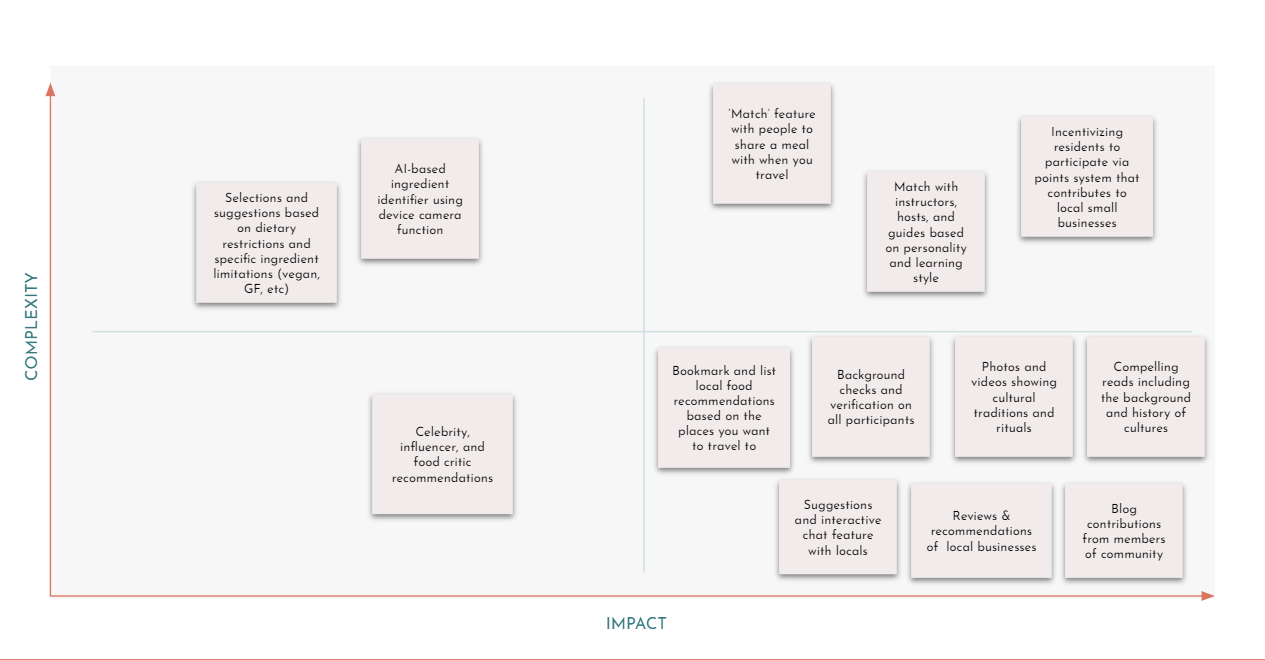 COMPLEXITY
'Match' feature
with people to
share a meal
with when you
travel
Incentivizing
residents to
participate via
points system that
contributes to
local small
businesses
AI-based
ingredient
identifier using
device camera
function
Match with
instructors,
hosts, and
guides based
on personality
and learning
style
Selections and
suggestions based
on dietary
restrictions and
specific ingredient
limitations (vegan,
GF, etc)
Bookmark and list
local food
recommendations
based on the
places you want
to travel to
Background
checks and
verification on
all participants
Photos and
videos showing
cultural
traditions and
rituals
Compelling
reads including
the background
and history of
cultures
Celebrity,
influencer, and
food critic
recommendations
Suggestions
and interactive
chat feature
with locals
Reviews &
recommendations
of local businesses
Blog
contributions
from members
of community
IMPACT